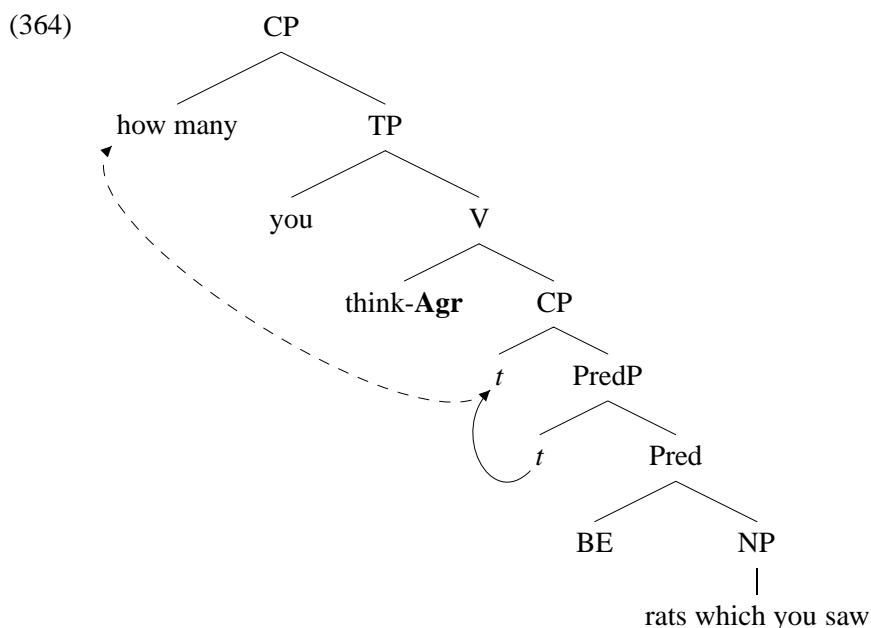 (364) CP
how many TP
you V
think-Agr CP
t PredP
t Pred
BE NP
rats which you saw